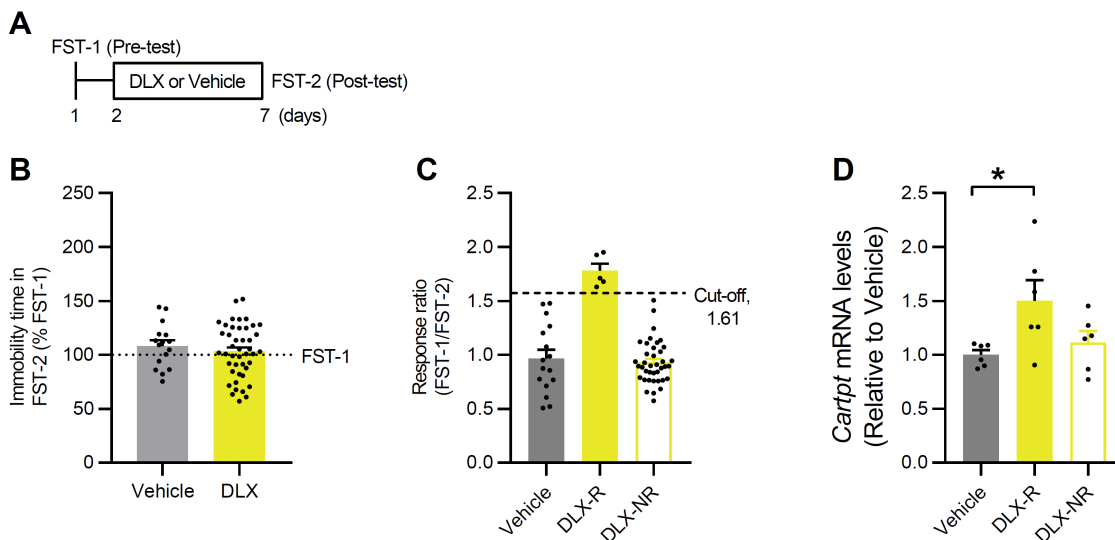 A
FST-1 (Pre-test)
DLX or Vehicle
FST-2 (Post-test)
1 2 7 (days)
B
Immobility time in
FST-2 (% FST-1)
250
200
150
100
50
0
FST-1
Vehicle DLX
C
Response ratio
(FST-1/FST-2)
2.5
2.0
1.5
1.0
0.5
0.0
Cut-off,
1.61
Vehicle
DLX-R
DLX-NR
D
Cartpt mRNA levels
(Relative to Vehicle)
2.5
2.0
1.5
1.0
0.5
0.0
*
Vehicle
DLX-R
DLX-NR